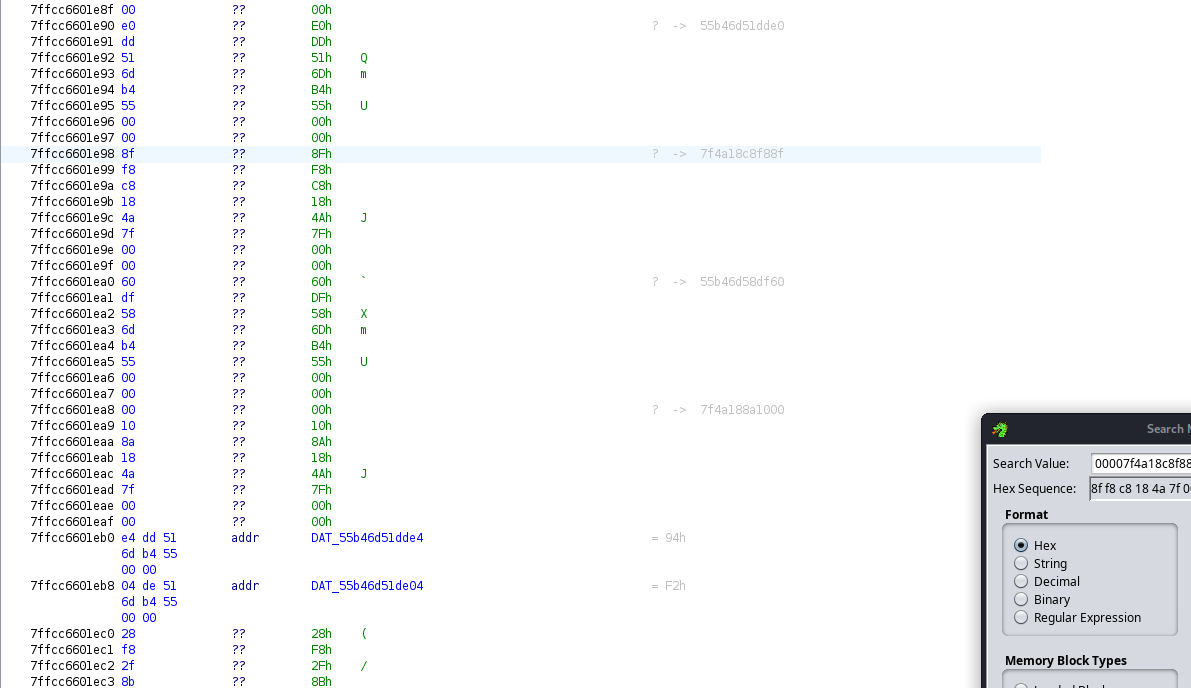 7ffcc6601e8f 00 ?? 00h
7ffcc6601e90 e0 ?? E0h ? -> 55b46d51dde0
7ffcc6601e91 dd ?? DDh
7ffcc6601e92 51 ?? 51h Q
7ffcc6601e93 6d ?? 6Dh m
7ffcc6601e94 b4 ?? B4h
7ffcc6601e95 55 ?? 55h U
7ffcc6601e96 00 ?? 00h
7ffcc6601e97 00 ?? 00h
7ffcc6601e98 8f ?? 8Fh ? -> 7f4a18c8f88f
7ffcc6601e99 f8 ?? F8h
7ffcc6601e9a c8 ?? C8h
7ffcc6601e9b 18 ?? 18h
7ffcc6601e9c 4a ?? 4Ah J
7ffcc6601e9d 7f ?? 7Fh
7ffcc6601e9e 00 ?? 00h
7ffcc6601e9f 00 ?? 00h
7ffcc6601ea0 60 ?? 60h ` ? -> 55b46d58df60
7ffcc6601ea1 df ?? DFh
7ffcc6601ea2 58 ?? 58h X
7ffcc6601ea3 6d ?? 6Dh m
7ffcc6601ea4 b4 ?? B4h
7ffcc6601ea5 55 ?? 55h U
7ffcc6601ea6 00 ?? 00h
7ffcc6601ea7 00 ?? 00h
7ffcc6601ea8 00 ?? 00h ? -> 7f4a188a1000
7ffcc6601ea9 10 ?? 10h
7ffcc6601eaa 8a ?? 8Ah
7ffcc6601eab 18 ?? 18h
7ffcc6601eac 4a ?? 4Ah J
7ffcc6601ead 7f ?? 7Fh
7ffcc6601eae 00 ?? 00h
7ffcc6601eaf 00 ?? 00h
7ffcc6601eb0 e4 dd 51 addr DAT_55b46d51dde4 = 94h
6d b4 55
00 00
7ffcc6601eb8 04 de 51 addr DAT_55b46d51de04 = F2h
6d b4 55
00 00
7ffcc6601ec0 28 ?? 28h (
7ffcc6601ec1 f8 ?? F8h
7ffcc6601ec2 2f ?? 2Fh /
7ffcc6601ec3 8b ?? 8Bh
Search
Search Value: 00007f4a18c8f88
Hex Sequence: 8f f8 c8 18 4a 7f 0
Format
Hex
String
Decimal
Binary
Regular Expression
Memory Block Types